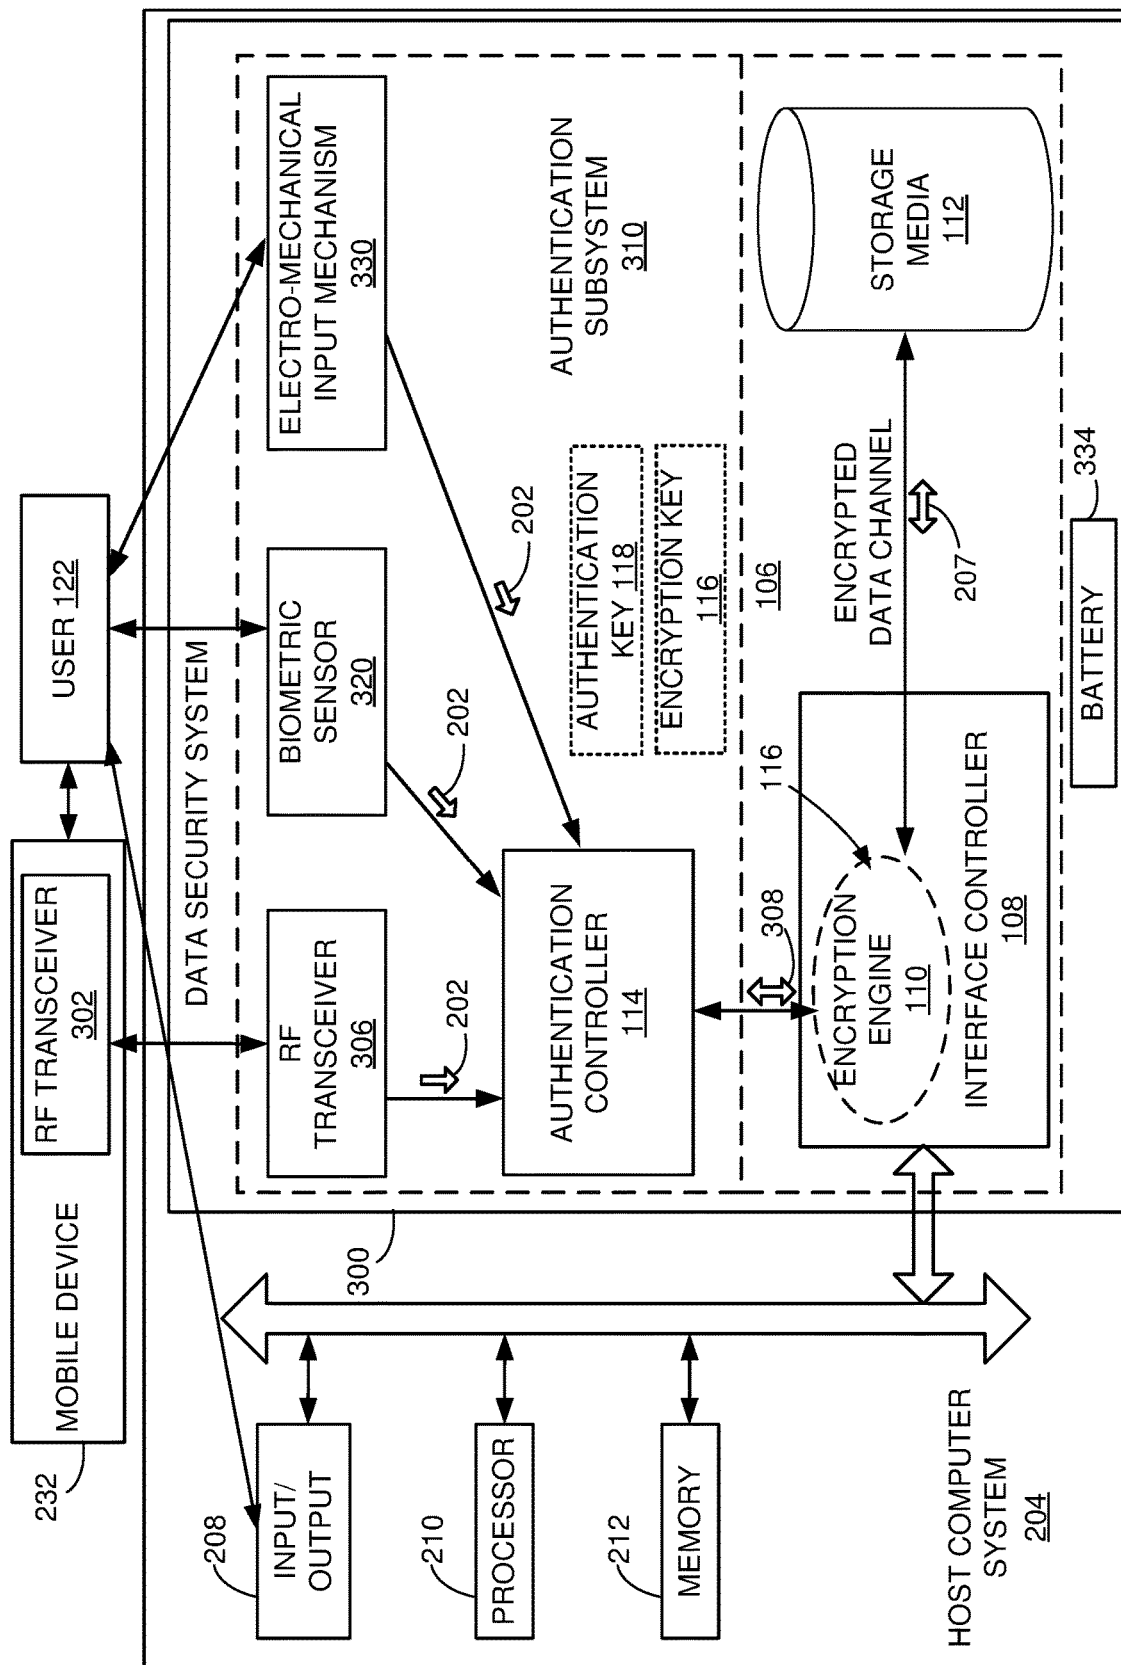 232
MOBILE DEVICE
RF TRANSCEIVER
302
USER 122
DATA SECURITY SYSTEM
208
INPUT/
OUTPUT
210
PROCESSOR
212
MEMORY
HOST COMPUTER
SYSTEM
204
300
RF
TRANSCEIVER
306
BIOMETRIC
SENSOR
320
ELECTRO-MECHANICAL
INPUT MECHANISM
330
202
202
202
AUTHENTICATION
CONTROLLER
114
AUTHENTICATION
SUBSYSTEM
310
AUTHENTICATION
KEY 118
ENCRYPTION KEY
116
106
308
116
ENCRYPTION
ENGINE
110
INTERFACE CONTROLLER
108
ENCRYPTED
DATA CHANNEL
207
STORAGE
MEDIA
112
BATTERY
334